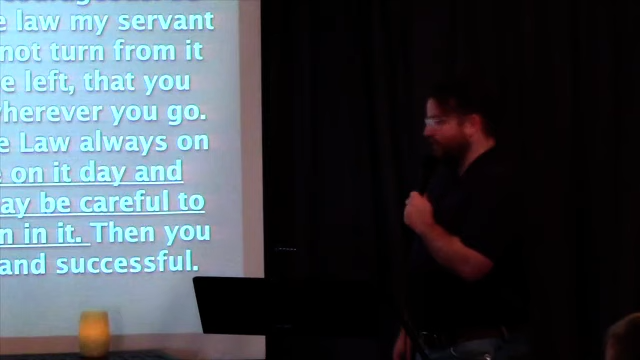 e law my servant
not turn from it
e left, that you
wherever you go.
e Law always on
on it day and
ay be careful to
n in it. Then you
and successful.